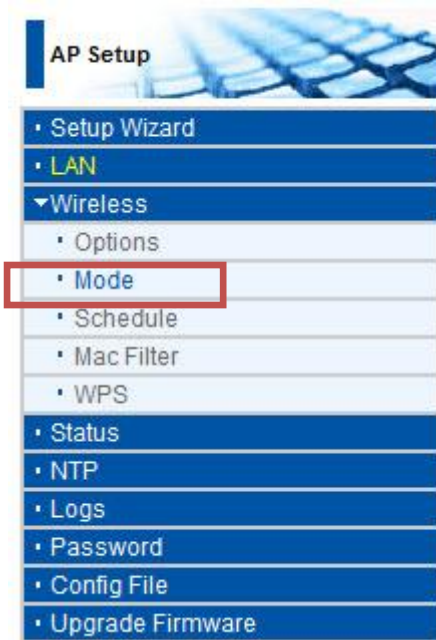 AP Setup
· Setup Wizard
· LAN
▼Wireless
· Options
· Mode
· Schedule
· Mac Filter
· WPS
· Status
· NTP
· Logs
· Password
· Config File
· Upgrade Firmware